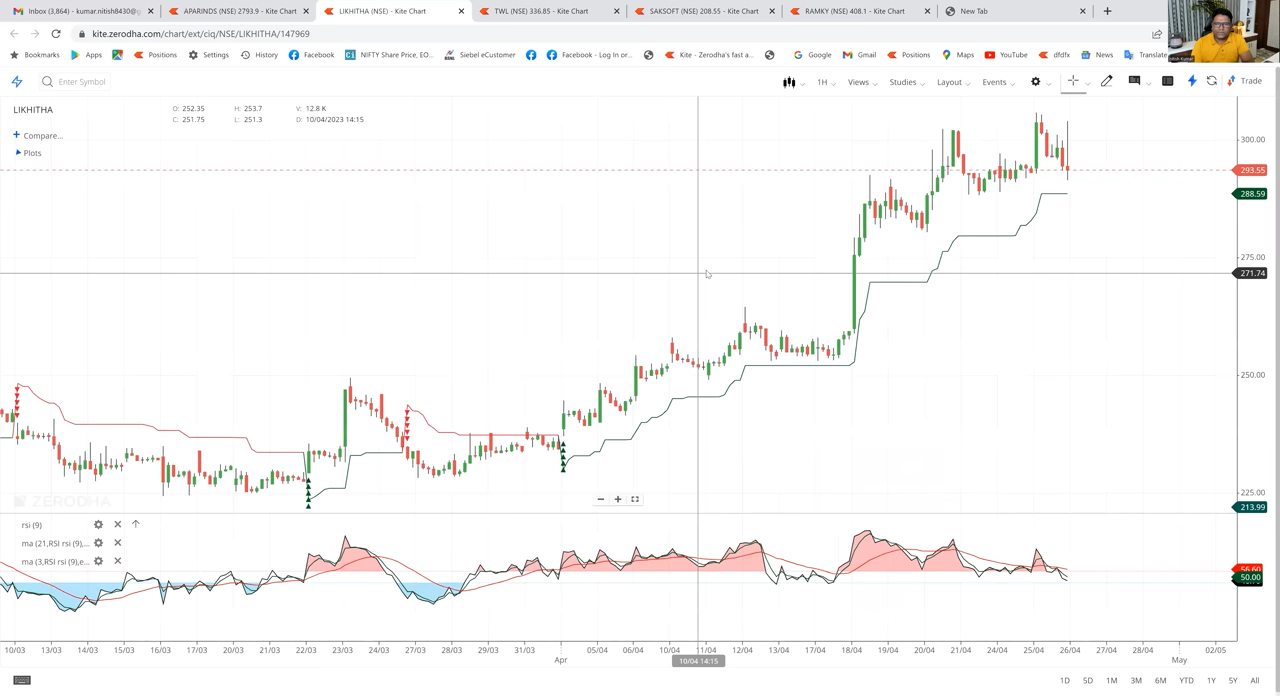 Inbox (3,864) - kumar.nitish8430@g
APARINDS (NSE) 2793.9 - Kite Chart
LIKHITHA (NSE) - Kite Chart
TWL (NSE) 336.85 - Kite Chart
SAKSOFT (NSE) 208.55 - Kite Chart
RAMKY (NSE) 408.1 - Kite Chart
New Tab
kite.zerodha.com/chart/ext/ciq/NSE/LIKHITHA/147969
Bookmarks
Apps
Positions
Settings
History
Facebook
NIFTY Share Price, EO...
Siebel eCustomer
Facebook - Log In or...
Kite - Zerodha's fast a...
Google
Gmail
Positions
Maps
YouTube
dfdfx
News
Translate
Enter Symbol
1H
Views
Studies
Layout
Events
Trade
LIKHITHA
O: 252.35 H: 253.7 V: 12.8 K
C: 251.75 L: 251.3 D: 10/04/2023 14:15
+ Compare...
Plots
300.00
293.55
288.59
275.00
271.74
250.00
225.00
213.99
ZERODHA
rsi (9)
ma (21,RSI rsi (9),...
ma (3,RSI rsi (9),e...
56.60
50.00
10/03 13/03 14/03 15/03 16/03 17/03 20/03 21/03 22/03 23/03 24/03 27/03 28/03 29/03 31/03 Apr 05/04 06/04 10/04 11/04 12/04 13/04 17/04 18/04 19/04 20/04 21/04 24/04 25/04 26/04 27/04 28/04 May 02/05
10/04 14:15
1D 5D 1M 3M 6M YTD 1Y 5Y All